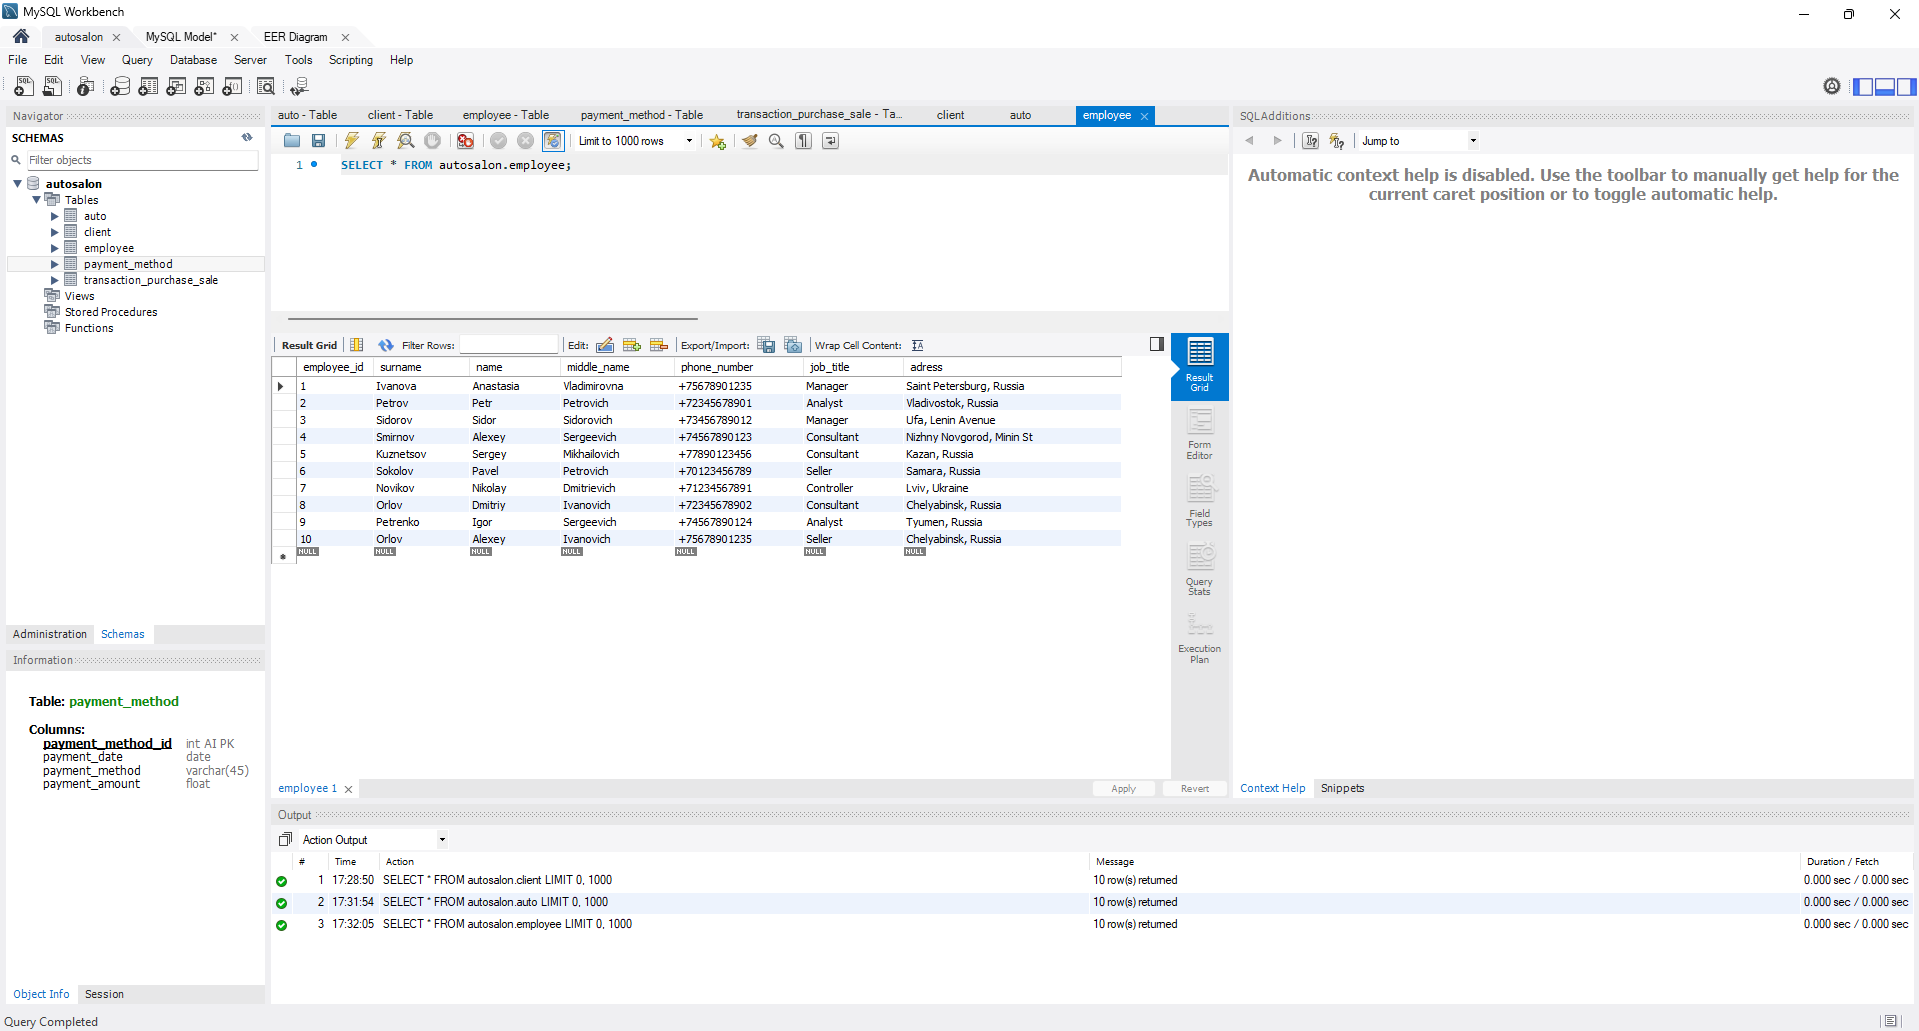 MySQL Workbench
autosalon
MySQL Model*
EER Diagram
File Edit View Query Database Server Tools Scripting Help
Navigator
SCHEMAS
Filter objects
autosalon
Tables
auto
client
employee
payment_method
transaction_purchase_sale
Views
Stored Procedures
Functions
Administration Schemas
Information
Table: payment_method
Columns:
payment_method_id int AI PK
payment_date date
payment_method varchar(45)
payment_amount float
Object Info Session
auto - Table client - Table employee - Table payment_method - Table transaction_purchase_sale - Ta... client auto employee
Limit to 1000 rows
1 SELECT * FROM autosalon.employee;
Result Grid Filter Rows: Edit: Export/Import: Wrap Cell Content:
employee_id surname name middle_name phone_number job_title adress
1 Ivanova Anastasia Vladimirovna +75678901235 Manager Saint Petersburg, Russia
2 Petrov Petr Petrovich +72345678901 Analyst Vladivostok, Russia
3 Sidorov Sidor Sidorovich +73456789012 Manager Ufa, Lenin Avenue
4 Smirnov Alexey Sergeevich +74567890123 Consultant Nizhny Novgorod, Minin St
5 Kuznetsov Sergey Mikhailovich +77890123456 Consultant Kazan, Russia
6 Sokolov Pavel Petrovich +70123456789 Seller Samara, Russia
7 Novikov Nikolay Dmitrievich +71234567891 Controller Lviv, Ukraine
8 Orlov Dmitriy Ivanovich +72345678902 Consultant Chelyabinsk, Russia
9 Petrenko Igor Sergeevich +74567890124 Analyst Tyumen, Russia
10 Orlov Alexey Ivanovich +75678901235 Seller Chelyabinsk, Russia
NULL NULL NULL NULL NULL NULL NULL
Result
Grid
Form
Editor
Field
Types
Query
Stats
Execution
Plan
employee 1
Apply Revert
SQLAdditions
Jump to
Automatic context help is disabled. Use the toolbar to manually get help for the
current caret position or to toggle automatic help.
Context Help Snippets
Output
Action Output
# Time Action Message Duration / Fetch
1 17:28:50 SELECT * FROM autosalon.client LIMIT 0, 1000 10 row(s) returned 0.000 sec / 0.000 sec
2 17:31:54 SELECT * FROM autosalon.auto LIMIT 0, 1000 10 row(s) returned 0.000 sec / 0.000 sec
3 17:32:05 SELECT * FROM autosalon.employee LIMIT 0, 1000 10 row(s) returned 0.000 sec / 0.000 sec
Query Completed